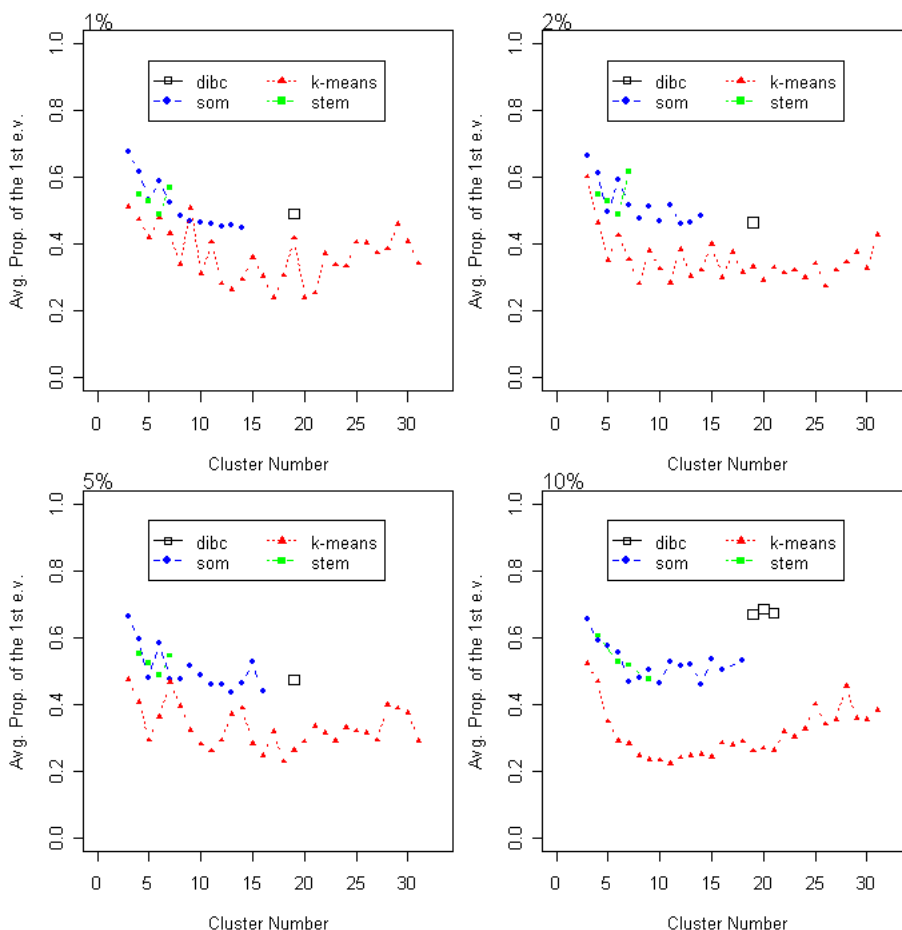 1%
Avg. Prop. of the 1st e.v.
1.0
0.8
0.6
0.4
0.2
0.0
dibc
k-means
som
stem
0 5 10 15 20 25 30
Cluster Number
2%
Avg. Prop. of the 1st e.v.
1.0
0.8
0.6
0.4
0.2
0.0
dibc
k-means
som
stem
0 5 10 15 20 25 30
Cluster Number
5%
Avg. Prop. of the 1st e.v.
1.0
0.8
0.6
0.4
0.2
0.0
dibc
k-means
som
stem
0 5 10 15 20 25 30
Cluster Number
10%
Avg. Prop. of the 1st e.v.
1.0
0.8
0.6
0.4
0.2
0.0
dibc
k-means
som
stem
0 5 10 15 20 25 30
Cluster Number